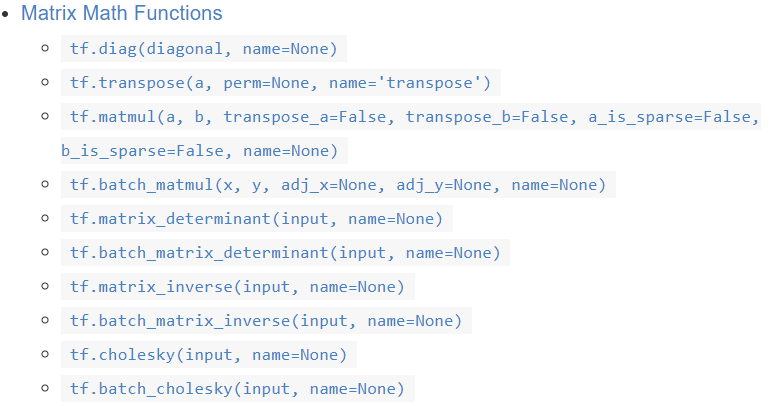 Matrix Math Functions
tf.diag(diagonal, name=None)
tf.transpose(a, perm=None, name='transpose')
tf.matmul(a, b, transpose_a=False, transpose_b=False, a_is_sparse=False,
b_is_sparse=False, name=None)
tf.batch_matmul(x, y, adj_x=None, adj_y=None, name=None)
tf.matrix_determinant(input, name=None)
tf.batch_matrix_determinant(input, name=None)
tf.matrix_inverse(input, name=None)
tf.batch_matrix_inverse(input, name=None)
tf.cholesky(input, name=None)
tf.batch_cholesky(input, name=None)